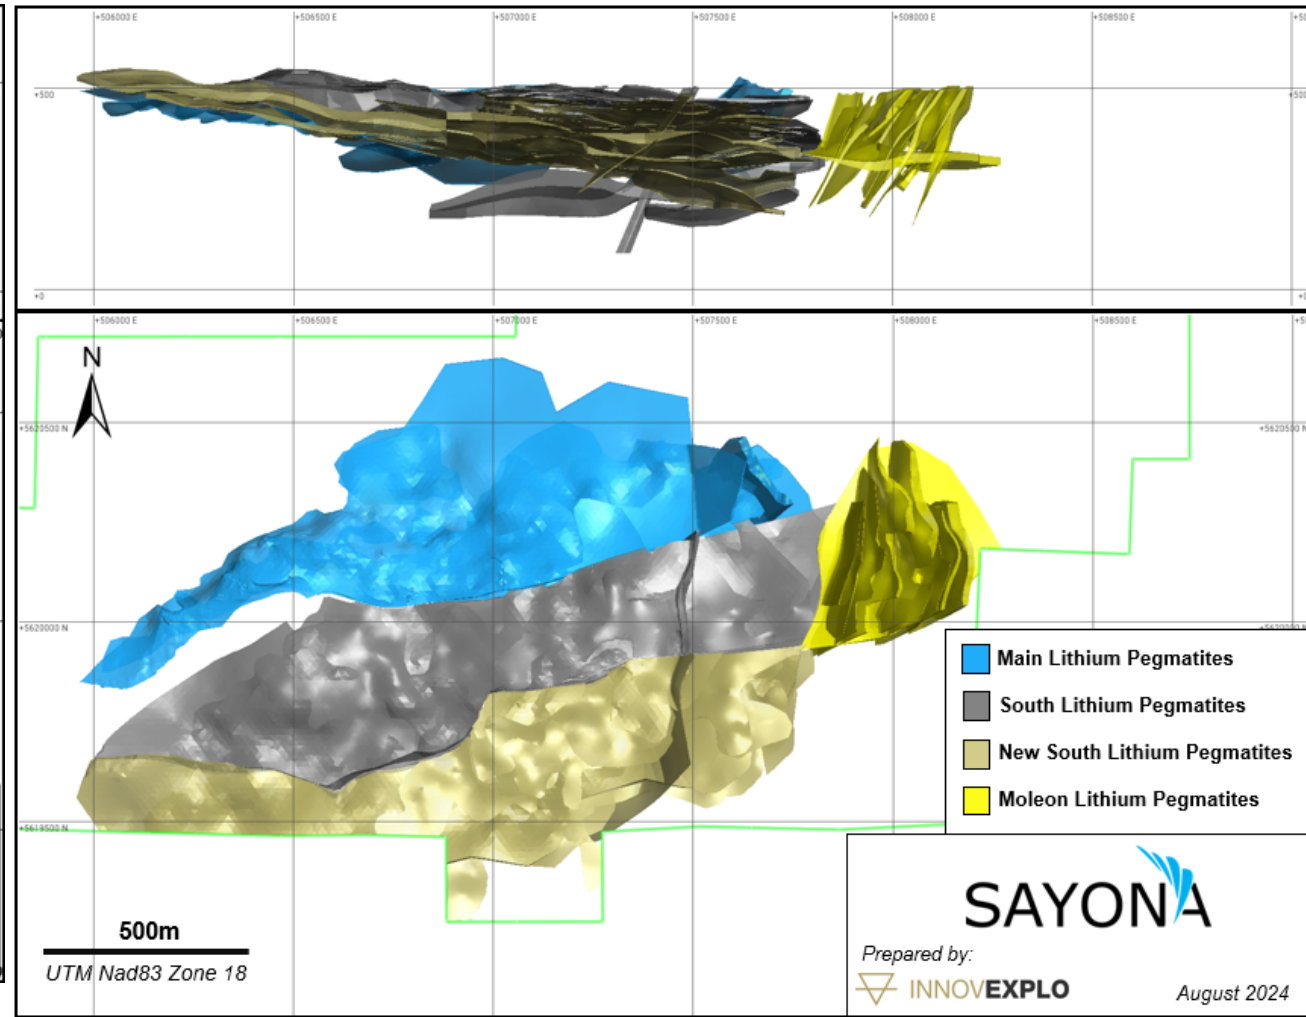 +506000 E +506500 E +507000 E +507500 E +508000 E +508500 E
+500
+0
+506000 E +506500 E +507000 E +507500 E +508000 E +508500 E
N
+5620500 N +5620500 N
+5620000 N
Main Lithium Pegmatites
South Lithium Pegmatites
New South Lithium Pegmatites
Moleon Lithium Pegmatites
+5619500 N
SAYONA
500m
UTM Nad83 Zone 18
Prepared by:
INNOVEXPLO
August 2024